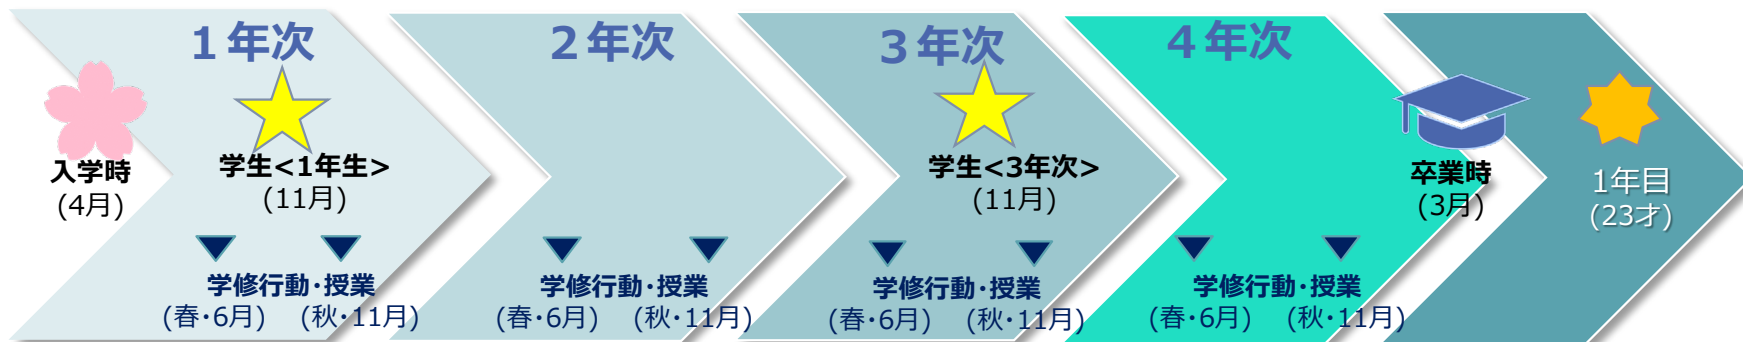 １年次
２年次
３年次
４年次
入学時
(4月)
学生<1年生>
(11月)
学生<3年次>
(11月)
卒業時
(3月)
1年目
(23才)
学修行動･授業
(春･6月) (秋･11月)
学修行動･授業
(春･6月) (秋･11月)
学修行動･授業
(春･6月) (秋･11月)
学修行動･授業
(春･6月) (秋･11月)